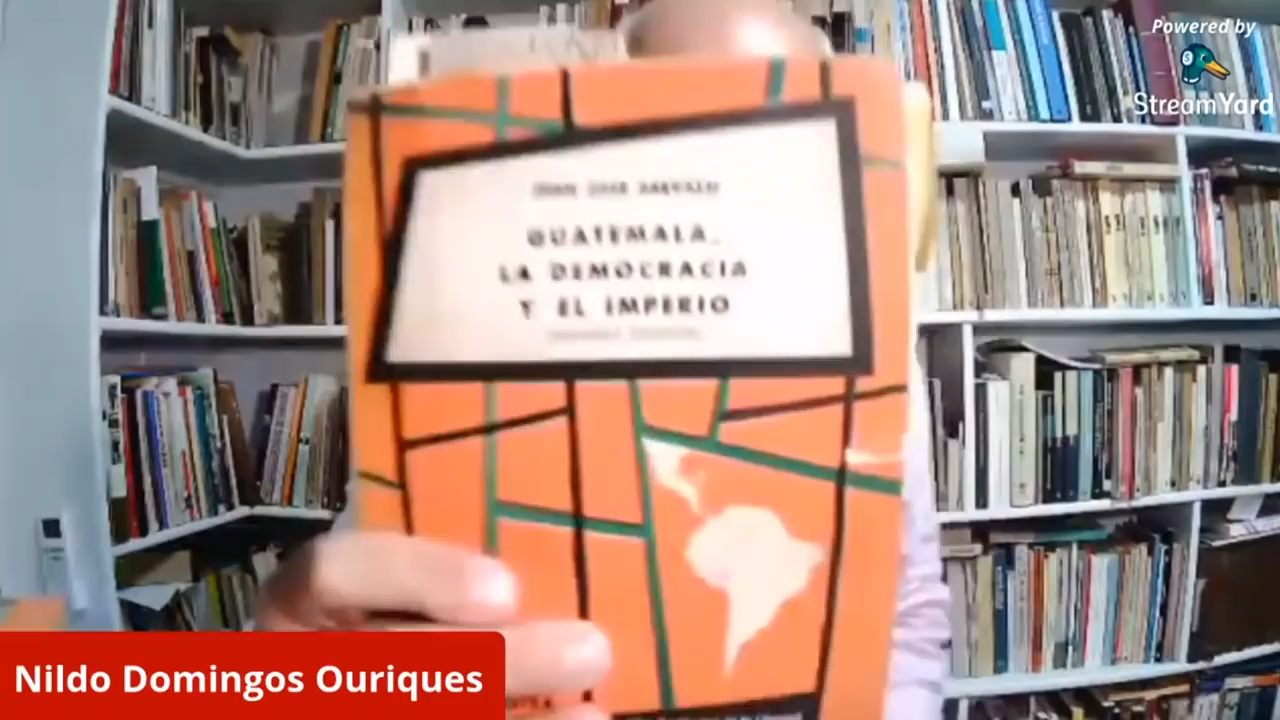 Powered by
StreamYard
JUAN JOSE AREVALO
GUATEMALA,
LA DEMOCRACIA
Y EL IMPERIO
Nildo Domingos Ouriques